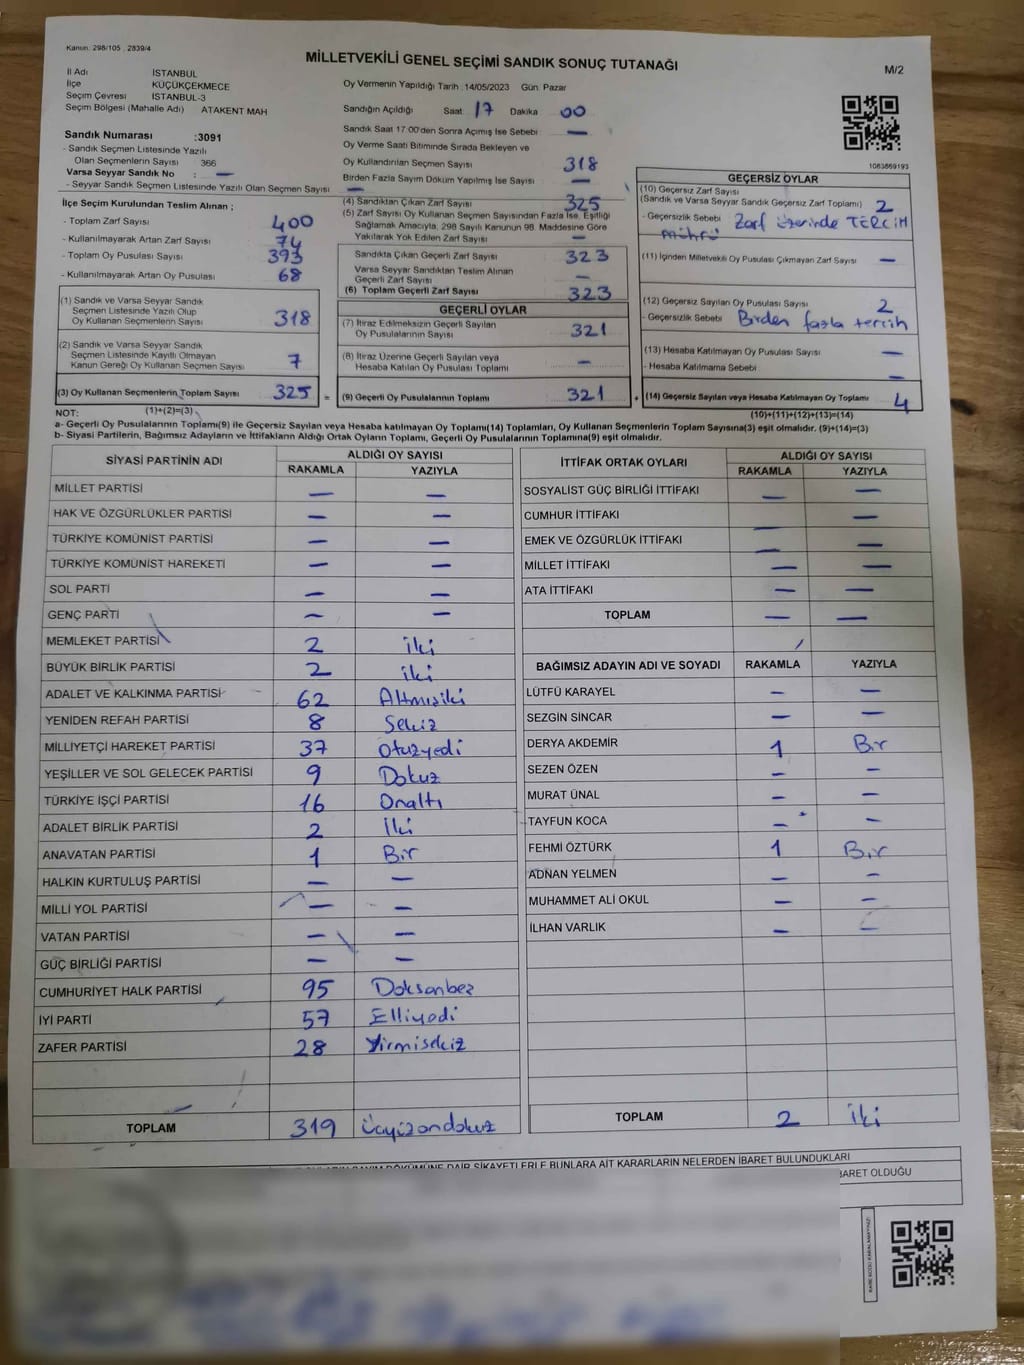 Kanun: 298/105 , 2839/4
MİLLETVEKİLİ GENEL SEÇİMİ SANDIK SONUÇ TUTANAĞI
M/2
İl Adı İSTANBUL
İlçe KÜÇÜKÇEKMECE
Seçim Çevresi İSTANBUL-3
Seçim Bölgesi (Mahalle Adı) ATAKENT MAH
Sandık Numarası :3091
- Sandık Seçmen Listesinde Yazılı
Olan Seçmenlerin Sayısı 366
Varsa Seyyar Sandık No : —
- Seyyar Sandık Seçmen Listesinde Yazılı Olan Seçmen Sayısı : —
Oy Vermenin Yapıldığı Tarih :14/05/2023 Gün: Pazar
Sandığın Açıldığı Saat 17 Dakika 00
Sandık Saat 17:00'den Sonra Açımış İse Sebebi —
Oy Verme Saati Bitiminde Sırada Bekleyen ve
Oy Kullandırılan Seçmen Sayısı 318
Birden Fazla Sayım Döküm Yapılmış İse Sayısı —
1083869193
İlçe Seçim Kurulundan Teslim Alınan ;
- Toplam Zarf Sayısı 400
- Kullanılmayarak Artan Zarf Sayısı 74
- Toplam Oy Pusulası Sayısı 393
- Kullanılmayarak Artan Oy Pusulası 68
(1) Sandık ve Varsa Seyyar Sandık
Seçmen Listesinde Yazılı Olup
Oy Kullanan Seçmenlerin Sayısı 318
(2) Sandık ve Varsa Seyyar Sandık
Seçmen Listesinde Kayıtlı Olmayan
Kanun Gereği Oy Kullanan Seçmen Sayısı 7
(3) Oy Kullanan Seçmenlerin Toplam Sayısı 325 =
(4) Sandıktan Çıkan Zarf Sayısı 325
(5) Zarf Sayısı Oy Kullanan Seçmen Sayısından Fazla İse, Eşitliği
Sağlamak Amacıyla, 298 Sayılı Kanunun 98. Maddesine Göre
Yakılarak Yok Edilen Zarf Sayısı —
Sandıkta Çıkan Geçerli Zarf Sayısı 323
Varsa Seyyar Sandıktan Teslim Alınan
Geçerli Zarf Sayısı —
(6) Toplam Geçerli Zarf Sayısı 323
GEÇERLİ OYLAR
(7) İtiraz Edilmeksizin Geçerli Sayılan
Oy Pusulalarının Sayısı 321
(8) İtiraz Üzerine Geçerli Sayılan veya
Hesaba Katılan Oy Pusulası Toplamı —
(9) Geçerli Oy Pusulalarının Toplamı 321 +
GEÇERSİZ OYLAR
(10) Geçersiz Zarf Sayısı
(Sandık ve Varsa Seyyar Sandık Geçersiz Zarf Toplamı) 2
- Geçersizlik Sebebi Zarf üzerinde TERCİH
mührü
(11) İçinden Milletvekili Oy Pusulası Çıkmayan Zarf Sayısı —
(12) Geçersiz Sayılan Oy Pusulası Sayısı 2
- Geçersizlik Sebebi Birden fazla tercih
(13) Hesaba Katılmayan Oy Pusulası Sayısı —
- Hesaba Katılmama Sebebi —
(14) Geçersiz Sayılan veya Hesaba Katılmayan Oy Toplamı 4
NOT: (1)+(2)=(3) (10)+(11)+(12)+(13)=(14)
a- Geçerli Oy Pusulalarının Toplamı(9) ile Geçersiz Sayılan veya Hesaba katılmayan Oy Toplamı(14) Toplamları, Oy Kullanan Seçmenlerin Toplam Sayısına(3) eşit olmalıdır. (9)+(14)=(3)
b- Siyasi Partilerin, Bağımsız Adayların ve İttifakların Aldığı Ortak Oyların Toplamı, Geçerli Oy Pusulalarının Toplamına(9) eşit olmalıdır.
SİYASİ PARTİNİN ADI ALDIĞI OY SAYISI
RAKAMLA YAZIYLA
MİLLET PARTİSİ — —
HAK VE ÖZGÜRLÜKLER PARTİSİ — —
TÜRKİYE KOMÜNİST PARTİSİ — —
TÜRKİYE KOMÜNİST HAREKETİ — —
SOL PARTİ — —
GENÇ PARTİ — —
MEMLEKET PARTİSİ 2 İki
BÜYÜK BİRLİK PARTİSİ 2 iki
ADALET VE KALKINMA PARTİSİ 62 Altmışiki
YENİDEN REFAH PARTİSİ 8 Sekiz
MİLLİYETÇİ HAREKET PARTİSİ 37 otuzyedi
YEŞİLLER VE SOL GELECEK PARTİSİ 9 Dokuz
TÜRKİYE İŞÇİ PARTİSİ 16 Onaltı
ADALET BİRLİK PARTİSİ 2 İki
ANAVATAN PARTİSİ 1 Bir
HALKIN KURTULUŞ PARTİSİ — —
MİLLİ YOL PARTİSİ — —
VATAN PARTİSİ — —
GÜÇ BİRLİĞİ PARTİSİ — —
CUMHURİYET HALK PARTİSİ 95 Doksanbeş
İYİ PARTİ 57 Elliyedi
ZAFER PARTİSİ 28 Yirmisekiz
TOPLAM 319 Üçyüzondokuz
İTTİFAK ORTAK OYLARI ALDIĞI OY SAYISI
RAKAMLA YAZIYLA
SOSYALİST GÜÇ BİRLİĞİ İTTİFAKI — —
CUMHUR İTTİFAKI — —
EMEK VE ÖZGÜRLÜK İTTİFAKI — —
MİLLET İTTİFAKI — —
ATA İTTİFAKI — —
TOPLAM — —
BAĞIMSIZ ADAYIN ADI VE SOYADI RAKAMLA YAZIYLA
LÜTFÜ KARAYEL — —
SEZGİN SİNCAR — —
DERYA AKDEMİR 1 Bir
SEZEN ÖZEN — —
MURAT ÜNAL — —
TAYFUN KOCA — —
FEHMİ ÖZTÜRK 1 Bir
ADNAN YELMEN — —
MUHAMMET ALİ OKUL — —
İLHAN VARLIK — —
TOPLAM 2 İki
DÖKÜMÜNE DAİR ŞİKAYETLERLE BUNLARA AİT KARARLARIN NELERDEN İBARET BULUNDUKLARI
BARET OLDUĞU